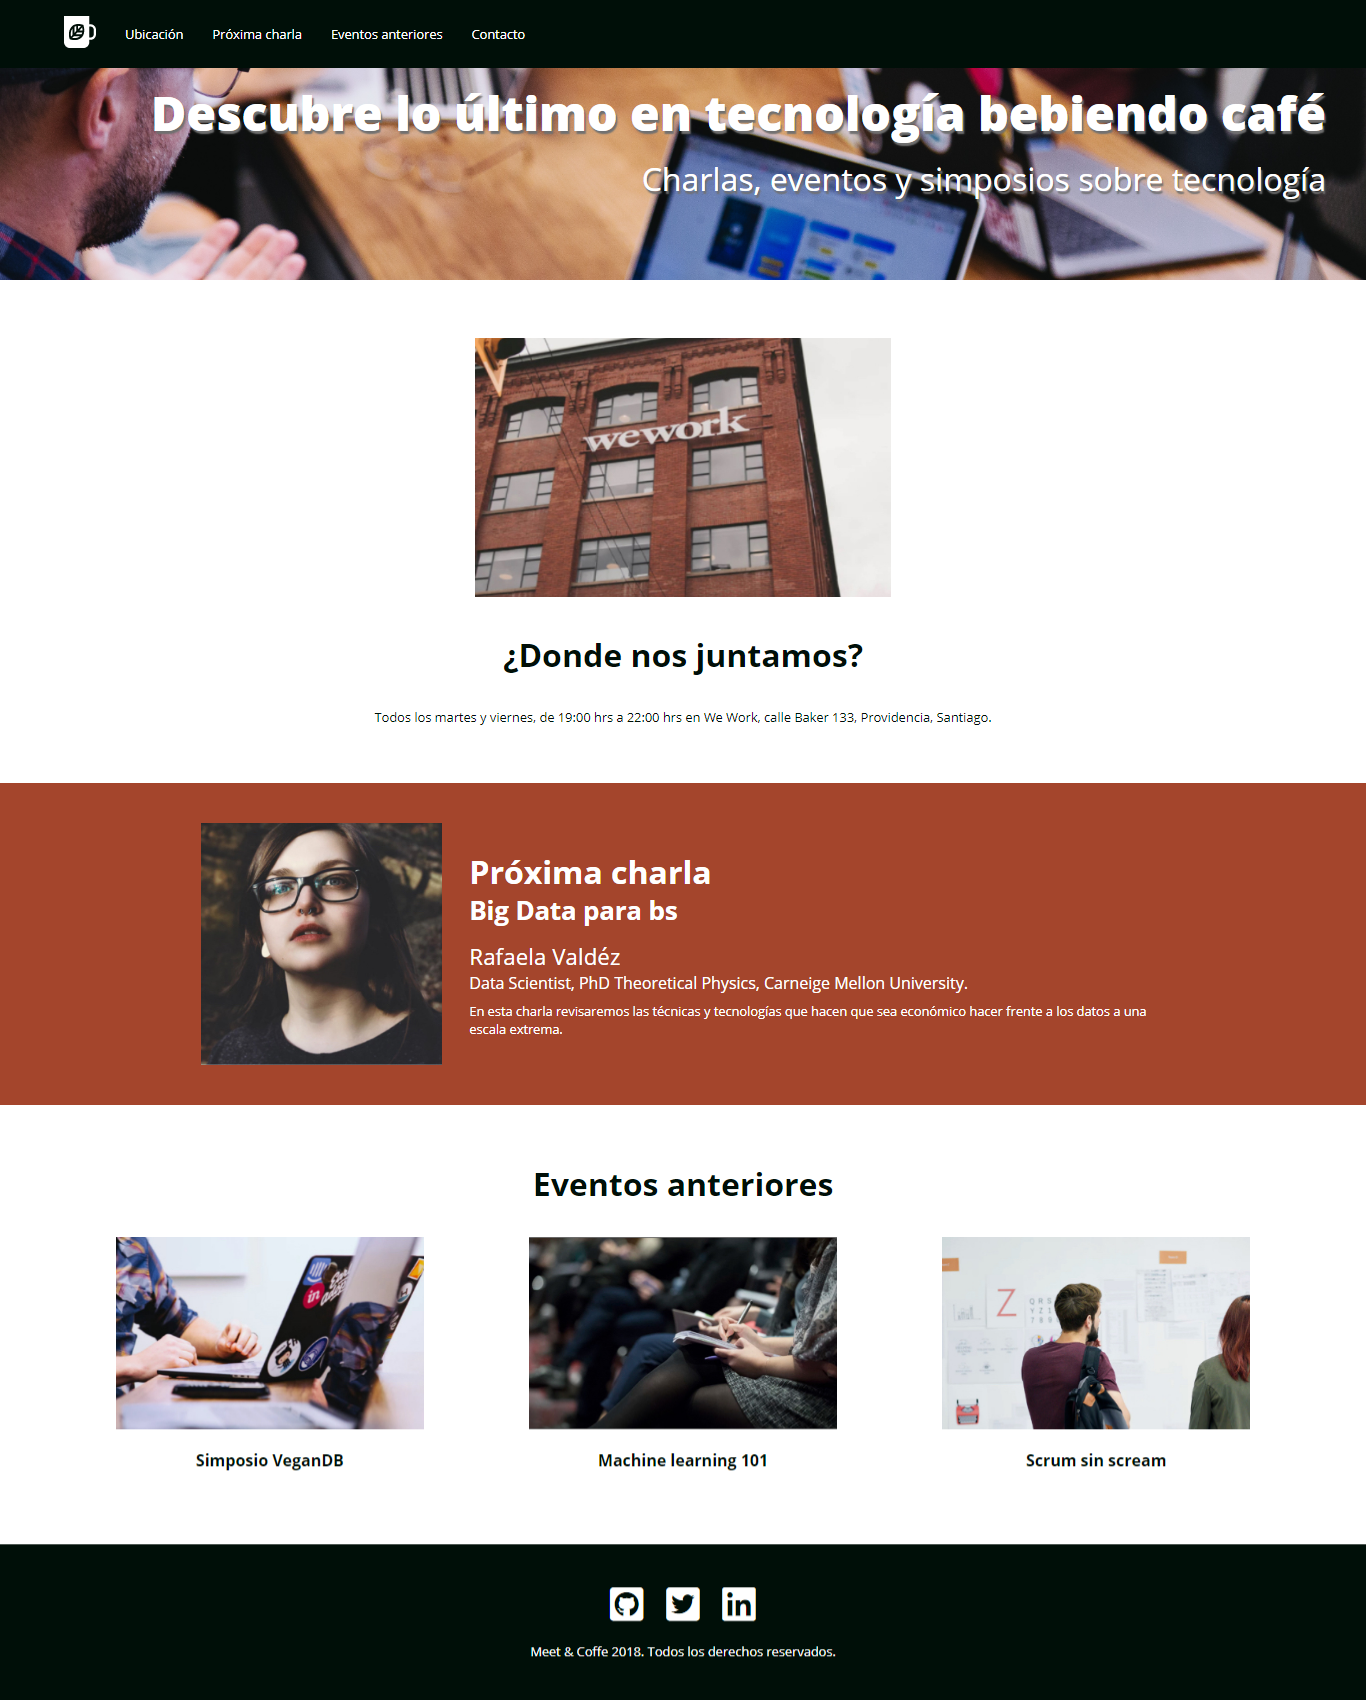 Ubicación
Próxima charla
Eventos anteriores
Contacto
Descubre lo último en tecnología bebiendo café
Charlas, eventos y simposios sobre tecnología
wework
¿Donde nos juntamos?
Todos los martes y viernes, de 19:00 hrs a 22:00 hrs en We Work, calle Baker 133, Providencia, Santiago.
Próxima charla
Big Data para bs
Rafaela Valdéz
Data Scientist, PhD Theoretical Physics, Carneige Mellon University.
En esta charla revisaremos las técnicas y tecnologías que hacen que sea económico hacer frente a los datos a una
escala extrema.
Eventos anteriores
in
Z
Simposio VeganDB
Machine learning 101
Scrum sin scream
in
Meet & Coffe 2018. Todos los derechos reservados.